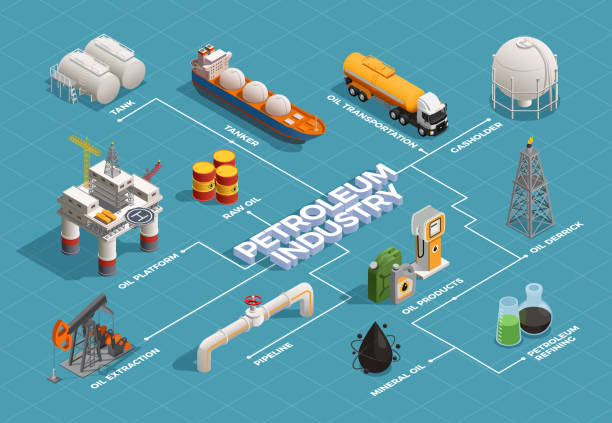 TANK
TANKER
OIL TRANSPORTATION
GASHOLDER
RAW OIL
PETROLEUM
INDUSTRY
OIL PLATFORM
OIL DERRICK
OIL PRODUCTS
OIL EXTRACTION
PIPELINE
MINERAL OIL
PETROLEUM
REFINING
H